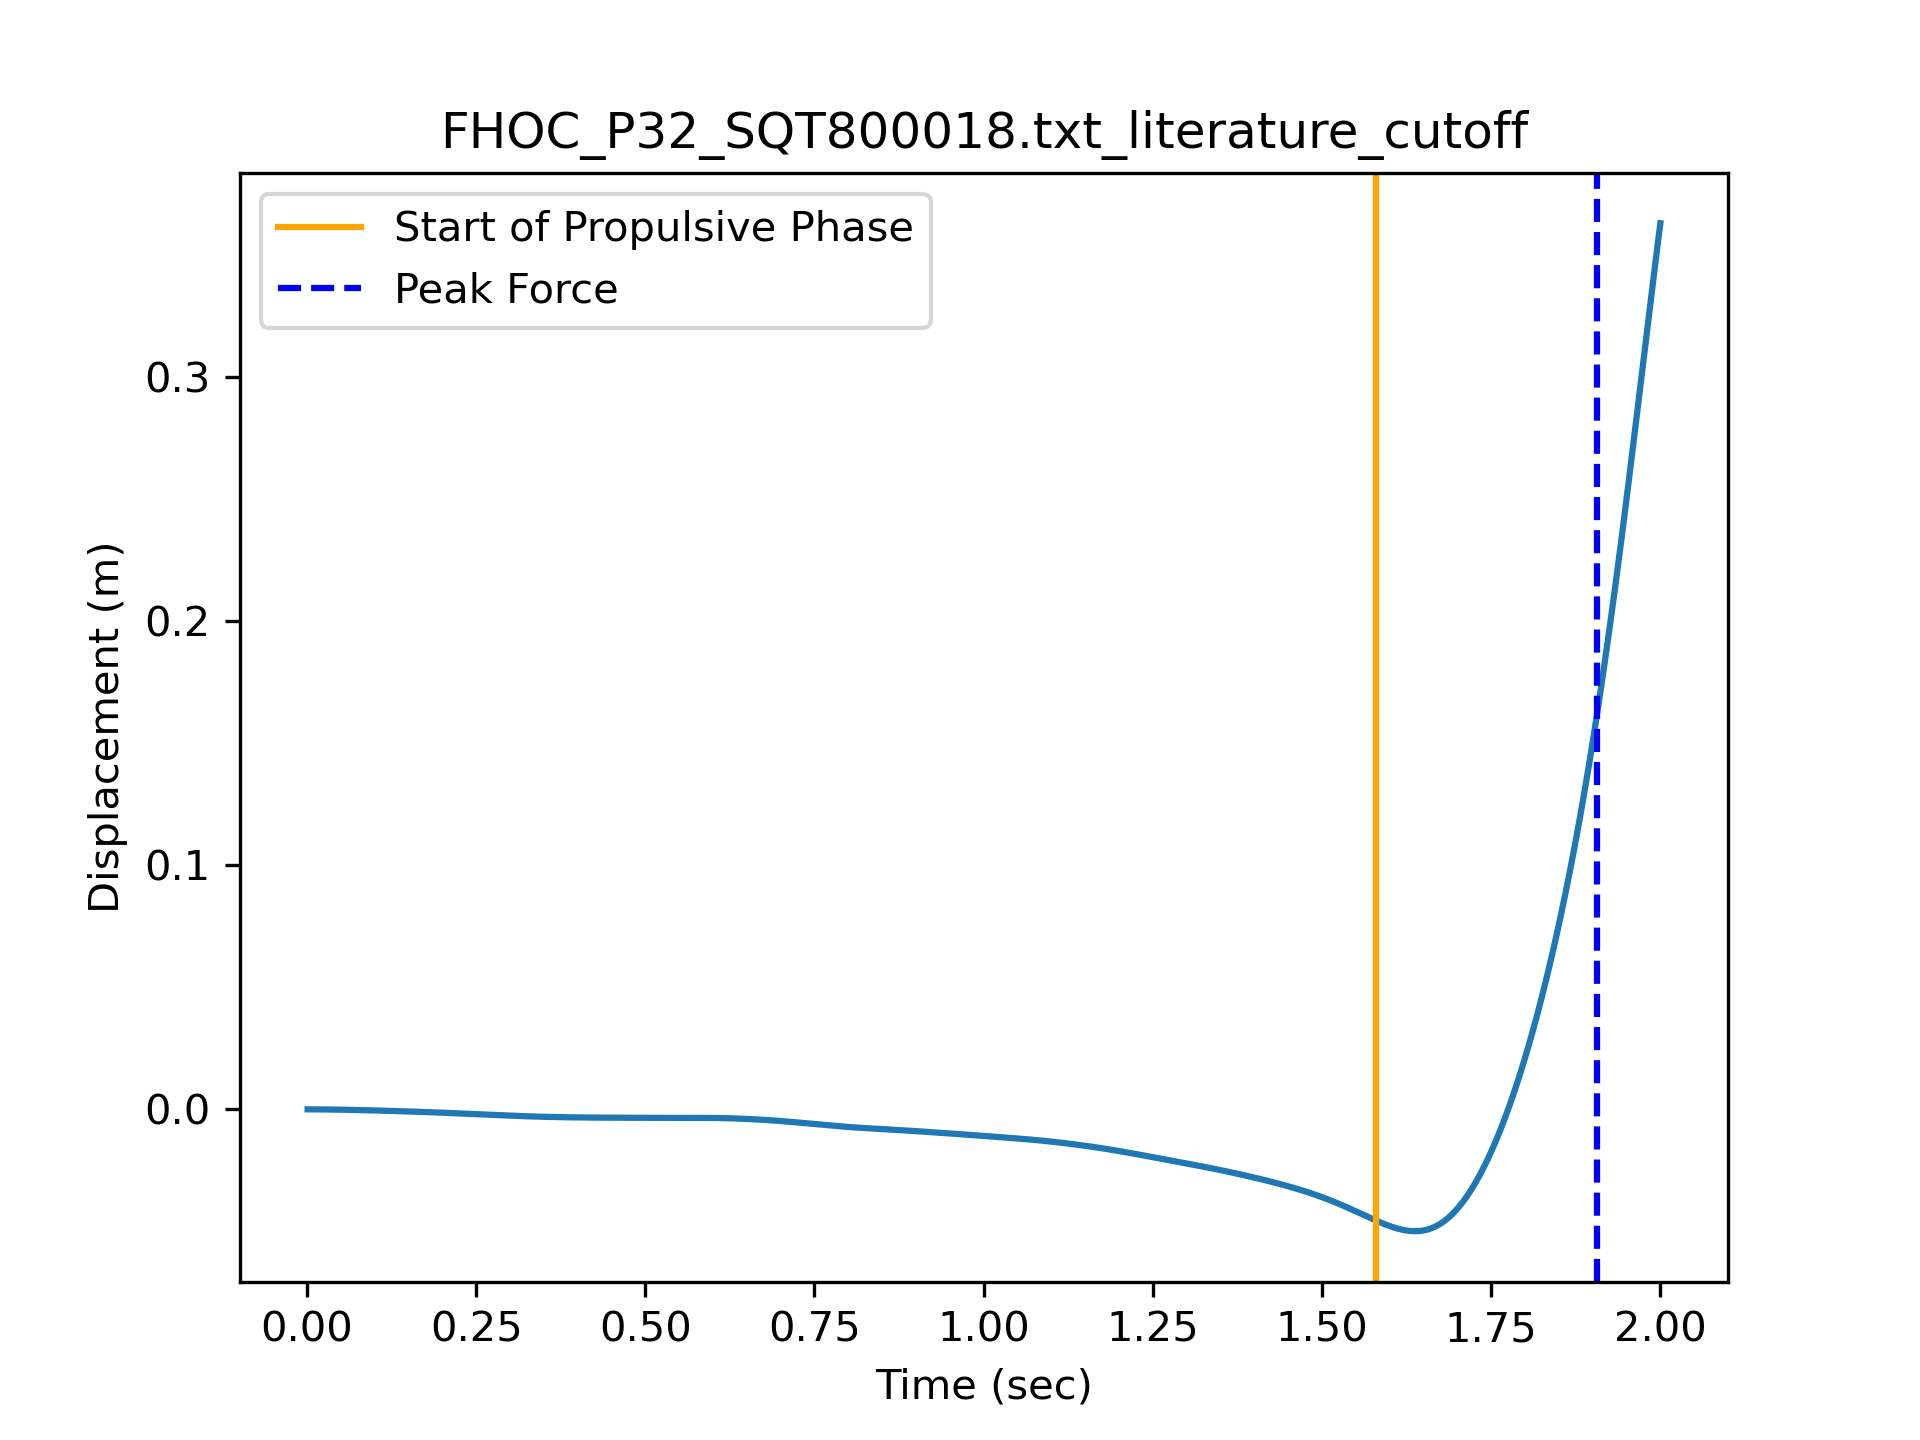 FHOC_P32_SQT800018.txt_literature_cutoff
Start of Propulsive Phase
Peak Force
0.3
0.2
0.1
0.0
Displacement (m)
0.00 0.25 0.50 0.75 1.00 1.25 1.50 1.75 2.00
Time (sec)